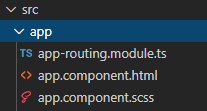 src
app
TS app-routing.module.ts
<> app.component.html
app.component.scss